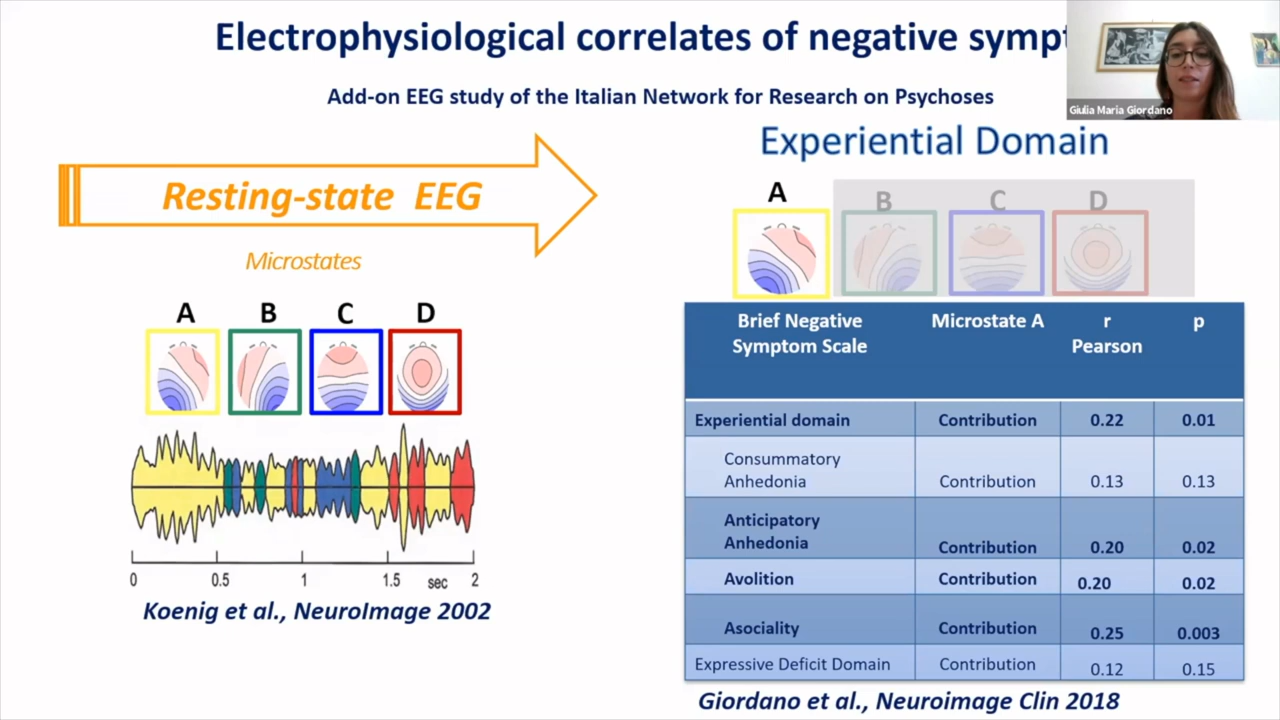 Electrophysiological correlates of negative sympt
Giulia Maria Giordano
Add-on EEG study of the Italian Network for Research on Psychoses
Resting-state EEG
Microstates
A B C D
0 0.5 1 1.5 sec 2
Koenig et al., NeuroImage 2002
Experiential Domain
A B C D
Brief Negative Symptom Scale Microstate A r Pearson p
Experiential domain Contribution 0.22 0.01
Consummatory Anhedonia Contribution 0.13 0.13
Anticipatory Anhedonia Contribution 0.20 0.02
Avolition Contribution 0.20 0.02
Asociality Contribution 0.25 0.003
Expressive Deficit Domain Contribution 0.12 0.15
Giordano et al., Neuroimage Clin 2018